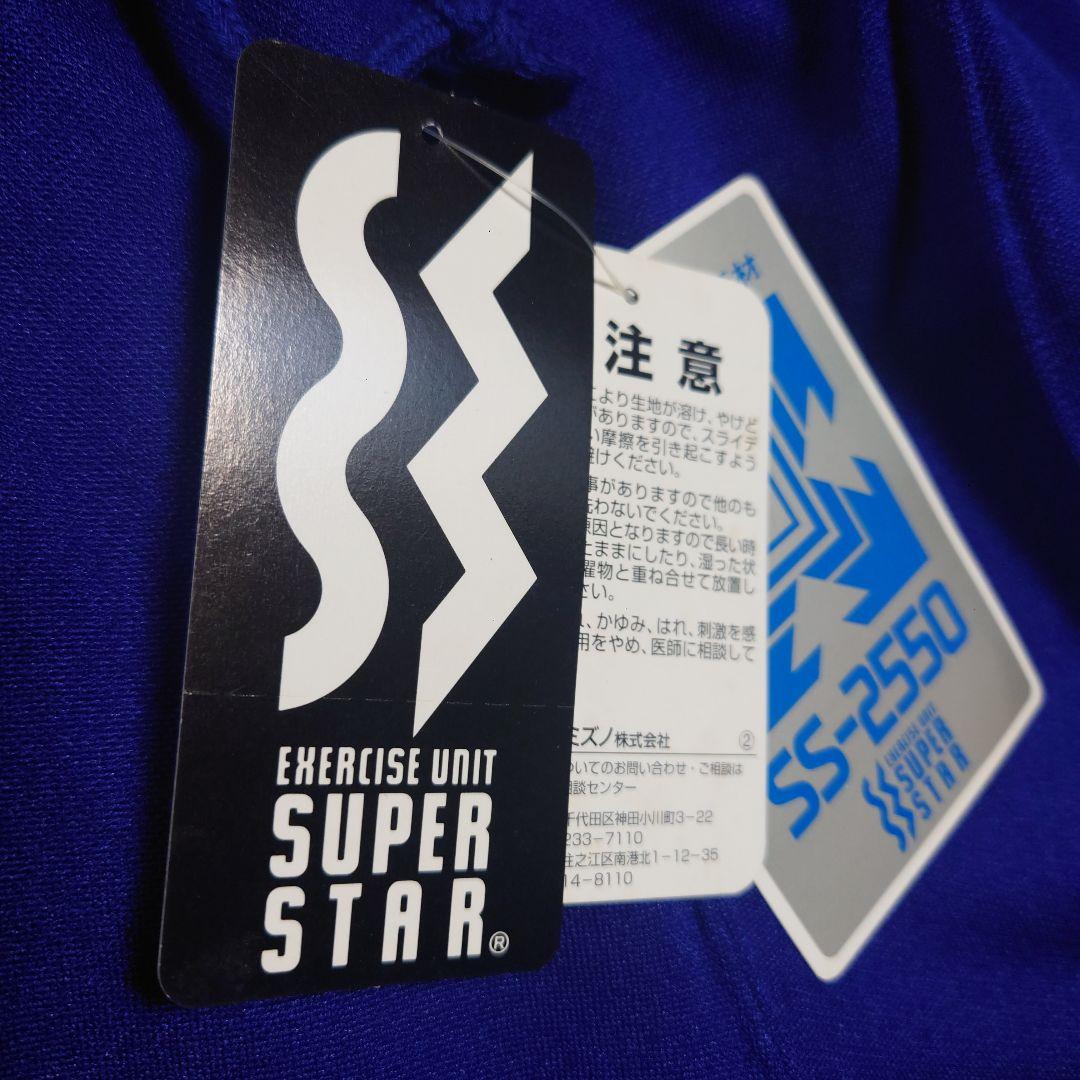 EXERCISE UNIT
SUPER
STAR®
注意
より生地が溶け、やけど
がありますので、スライデ
い摩擦を引き起こすよう
けください。
事がありますので他のも
洗わないでください。
原因となりますので長い時
たままにしたり、湿った状
濯物と重ね合せて放置し
さい。
、かゆみ、はれ、刺激を感
用をやめ、医師に相談して
ミズノ株式会社 ②
ついてのお問い合わせ・ご相談は
相談センター
千代田区神田小川町3-22
233-7110
住之江区南港北1-12-35
14-8110
材
SS-2550
EXERCISE UNIT
SUPER
STAR